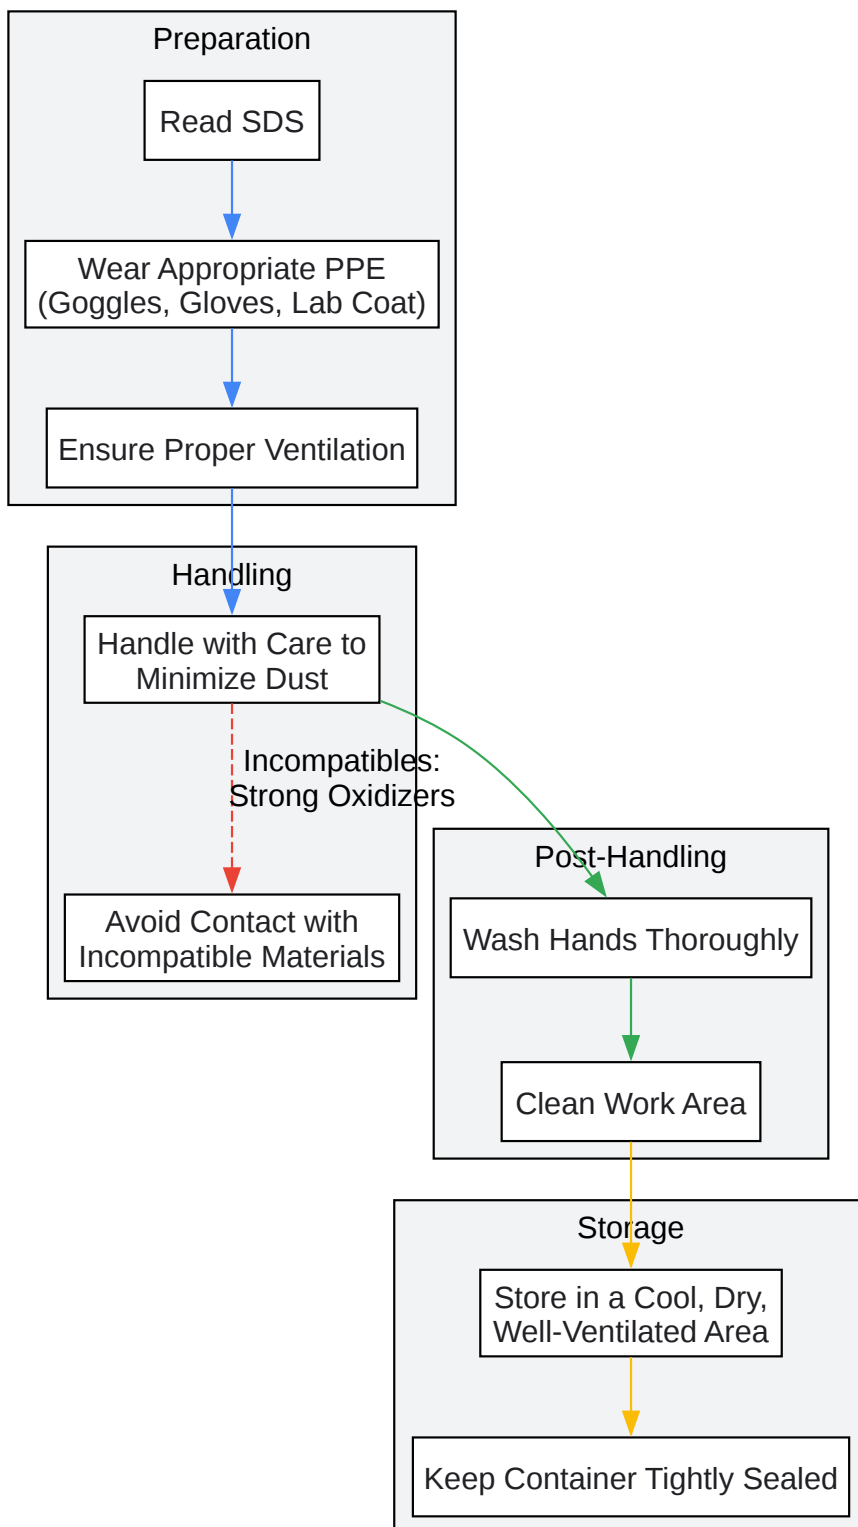 Preparation
Read SDS
Wear Appropriate PPE
(Goggles, Gloves, Lab Coat)
Ensure Proper Ventilation
Handling
Handle with Care to
Minimize Dust
Incompatibles:
Strong Oxidizers
Avoid Contact with
Incompatible Materials
Post-Handling
Wash Hands Thoroughly
Clean Work Area
Storage
Store in a Cool, Dry,
Well-Ventilated Area
Keep Container Tightly Sealed